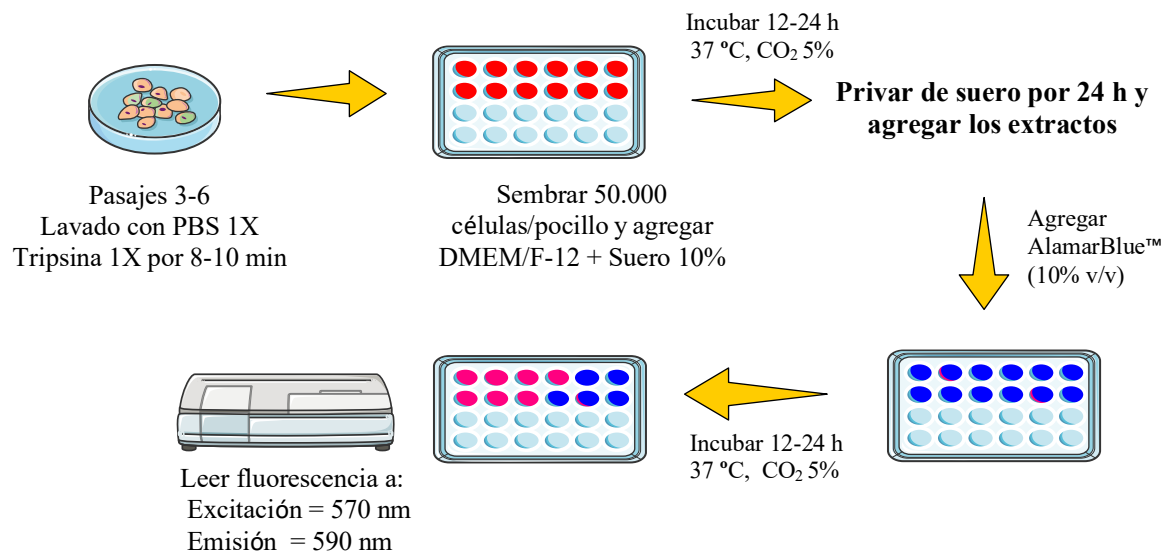 Pasajes 3-6
Lavado con PBS 1X
Tripsina 1X por 8-10 min
Sembrar 50.000
células/pocillo y agregar
DMEM/F-12 + Suero 10%
Incubar 12-24 h
37 ºC, CO₂ 5%
Privar de suero por 24 h y
agregar los extractos
Agregar
AlamarBlue™
(10% v/v)
Incubar 12-24 h
37 ºC, CO₂ 5%
Leer fluorescencia a:
Excitación = 570 nm
Emisión = 590 nm